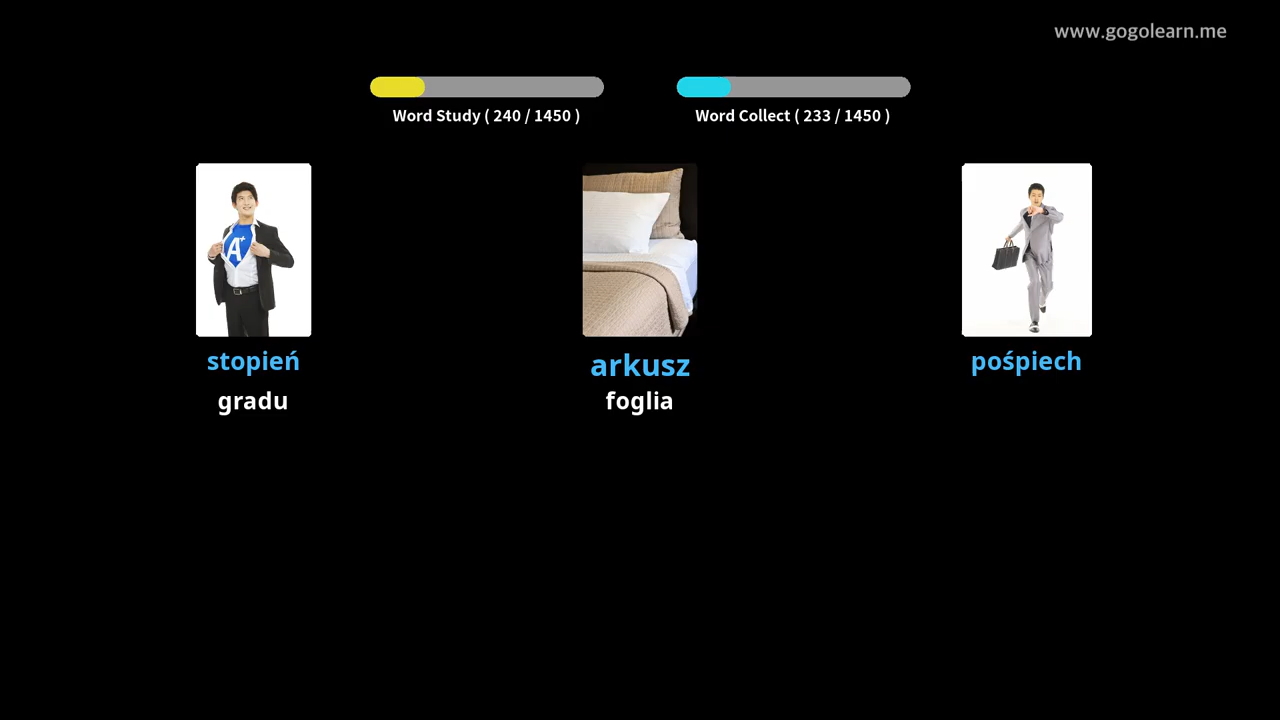 www.gogolearn.me
Word Study ( 240 / 1450 )
Word Collect ( 233 / 1450 )
A+
stopień
gradu
arkusz
foglia
pośpiech